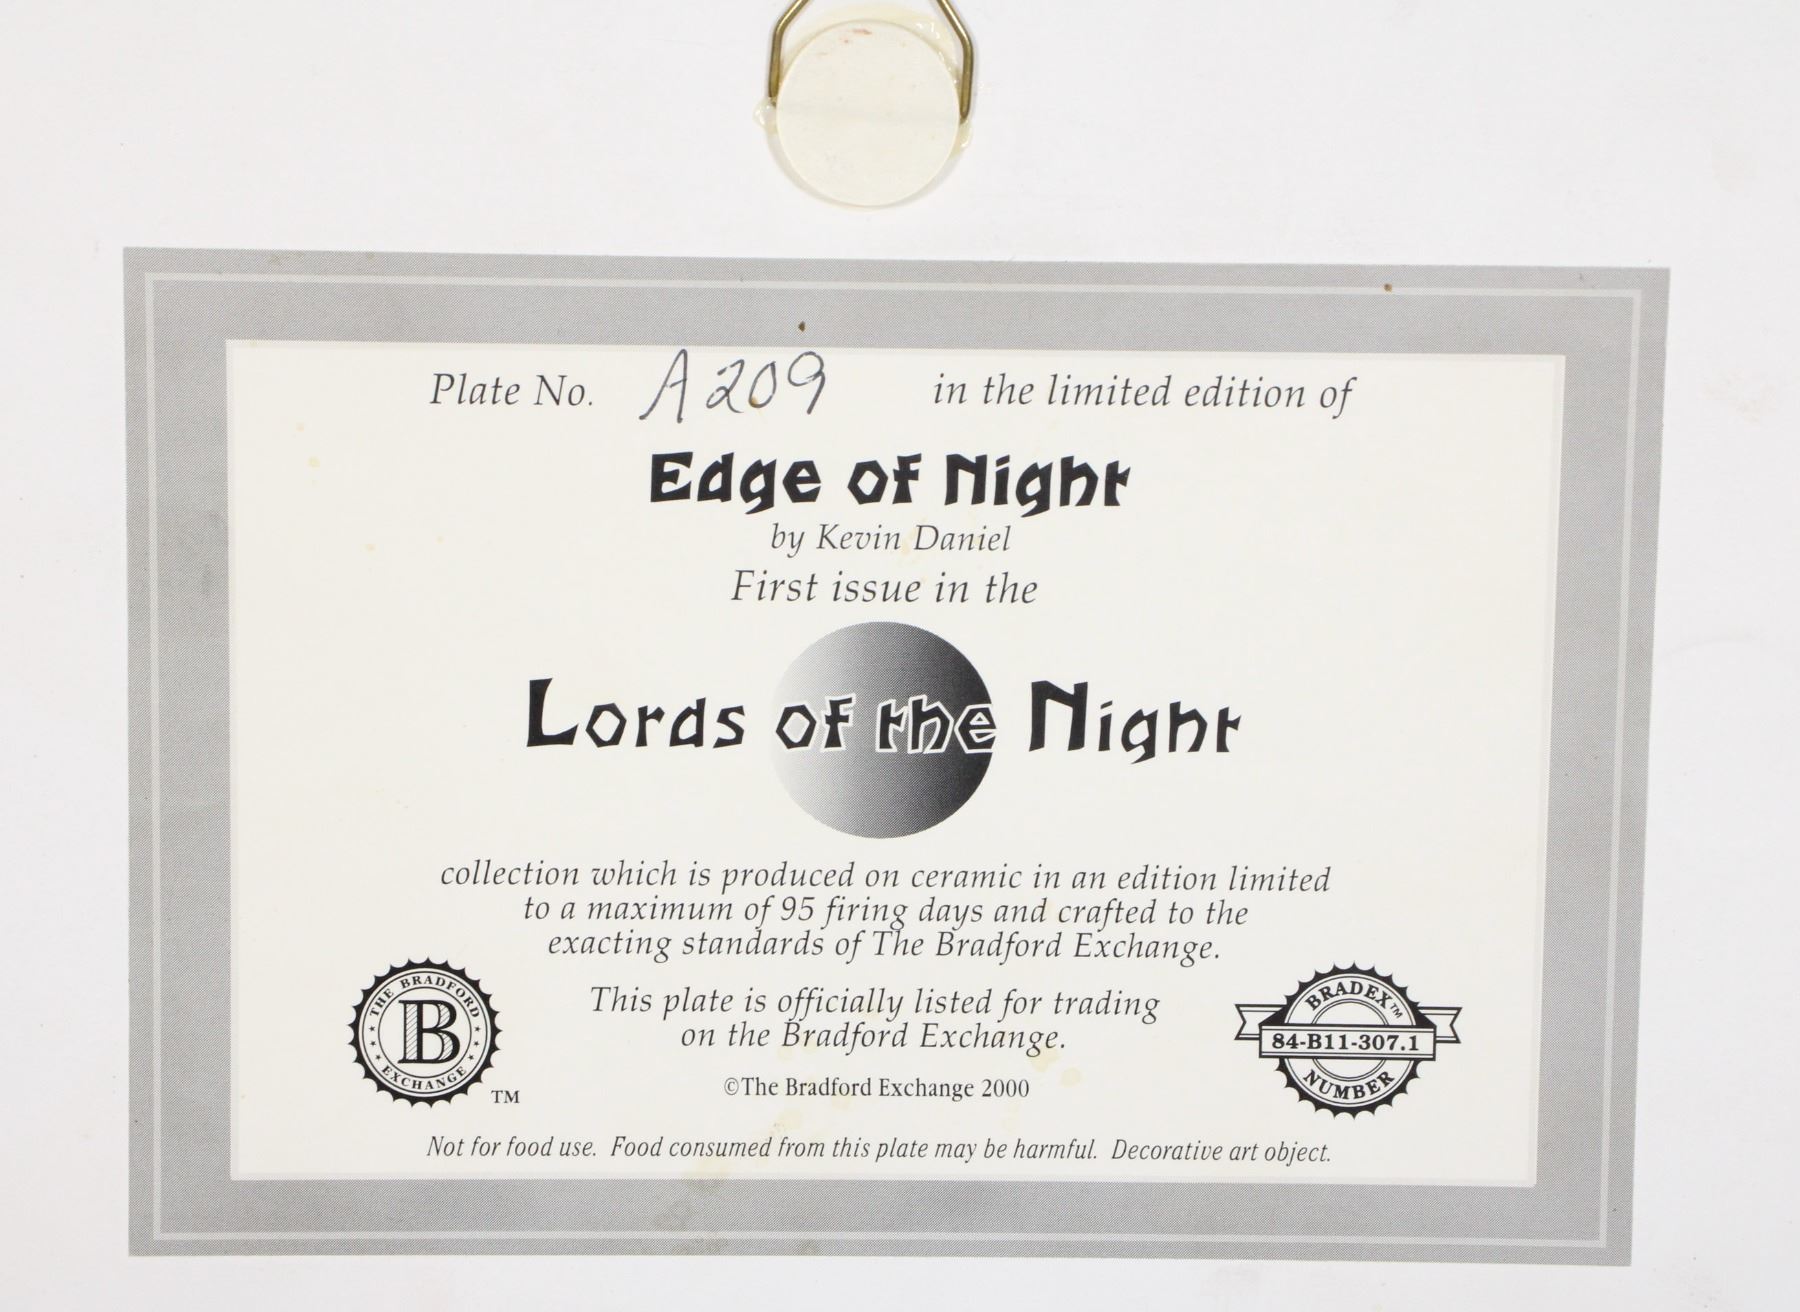 Plate No. A209 in the limited edition of
Edge of Night
by Kevin Daniel
First issue in the
Lords of the Night
collection which is produced on ceramic in an edition limited
to a maximum of 95 firing days and crafted to the
exacting standards of The Bradford Exchange.
This plate is officially listed for trading
on the Bradford Exchange.
©The Bradford Exchange 2000
THE BRADFORD
B
EXCHANGE
TM
BRADEX™
84-B11-307.1
NUMBER
Not for food use. Food consumed from this plate may be harmful. Decorative art object.